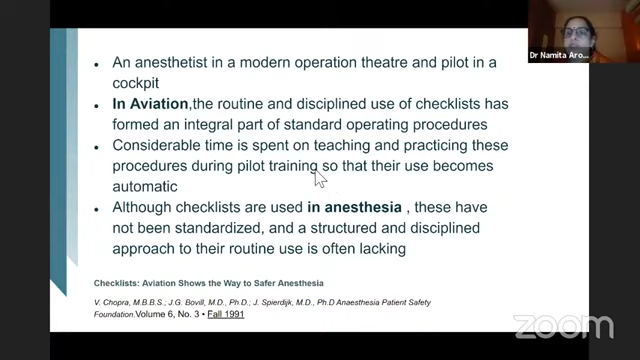 • An anesthetist in a modern operation theatre and pilot in a
cockpit
• In Aviation,the routine and disciplined use of checklists has
formed an integral part of standard operating procedures
• Considerable time is spent on teaching and practicing these
procedures during pilot training so that their use becomes
automatic
• Although checklists are used in anesthesia , these have
not been standardized, and a structured and disciplined
approach to their routine use is often lacking
Checklists: Aviation Shows the Way to Safer Anesthesia
V. Chopra, M.B.B.S.; J.G. Bovill, M.D., Ph.D.; J. Spierdijk, M.D., Ph.D Anaesthesia Patient Safety
Foundation.Volume 6, No. 3 • Fall 1991
Dr Namita Aro...
zoom